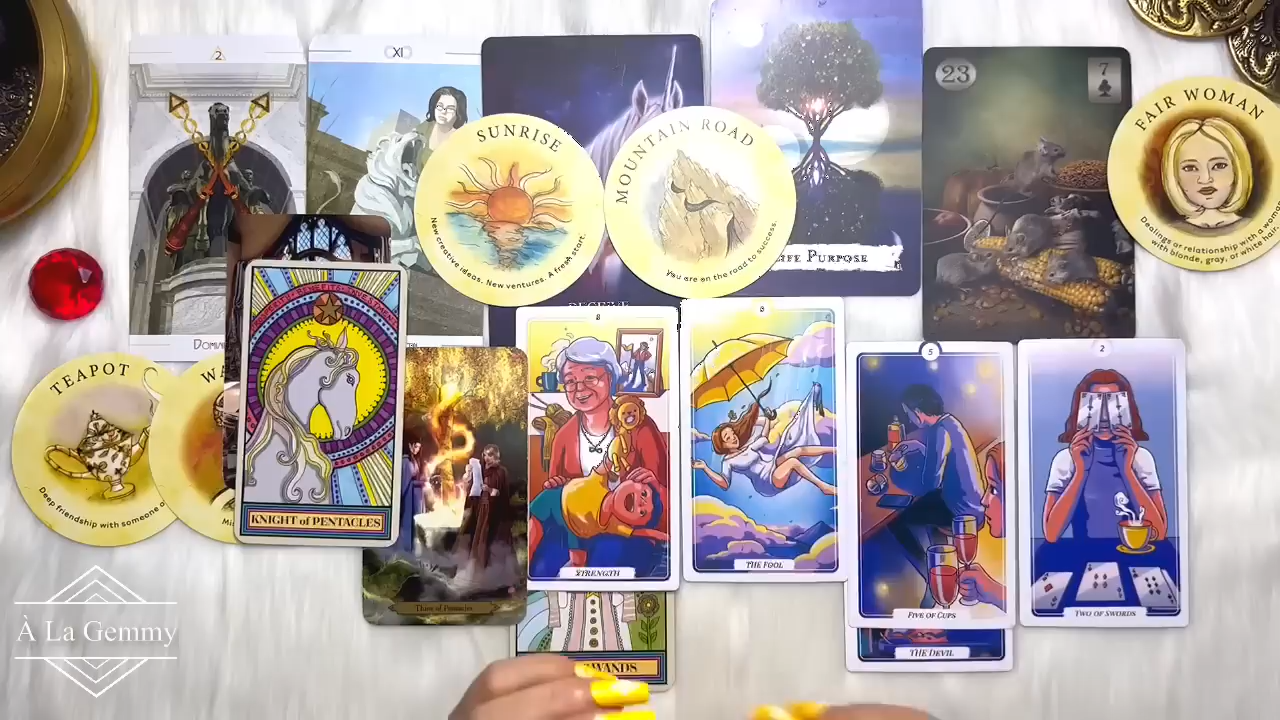 2
XI
23
7
SUNRISE
New creative ideas. New ventures. A fresh start.
MOUNTAIN ROAD
You are on the road to success.
FAIR WOMAN
Dealings or relationship with a
with blonde, gray, or white
LIFE PURPOSE
TEAPOT
Deep friendship with someone
KNIGHT of PENTACLES
Three of Pentacles
8
STRENGTH
THE FOOL
5
FIVE OF CUPS
2
TWO OF SWORDS
THE DEVIL
WANDS
À LA GEMMY